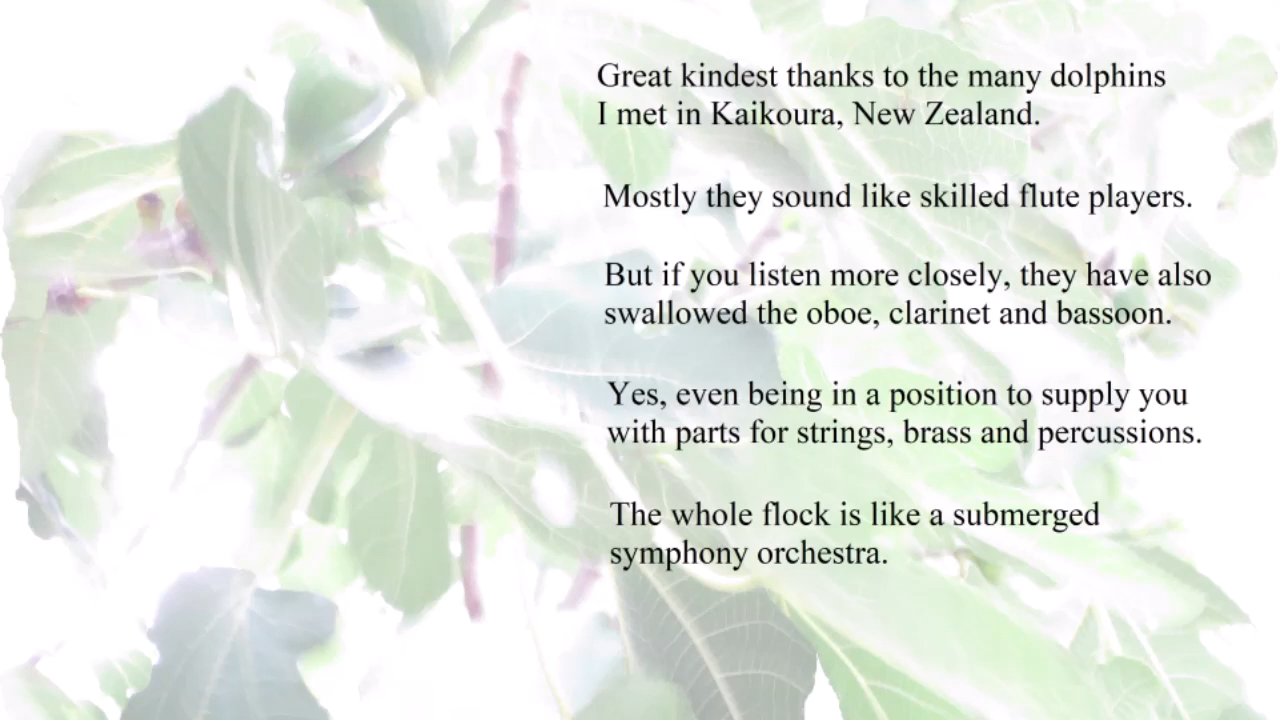 Great kindest thanks to the many dolphins
I met in Kaikoura, New Zealand.
Mostly they sound like skilled flute players.
But if you listen more closely, they have also
swallowed the oboe, clarinet and bassoon.
Yes, even being in a position to supply you
with parts for strings, brass and percussions.
The whole flock is like a submerged
symphony orchestra.